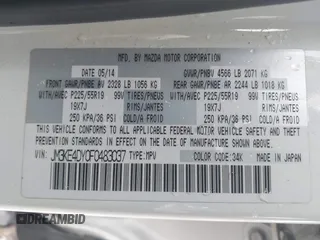 MFD BY: MAZDA MOTOR CORPORATION
DATE 05/14 GVWR/PNBV 4566 LB 2071 KG
FRONT GAWR/PNBE AV 2328 LB 1056 KG REAR GAWR/PNBE AR 2244 LB 1018 KG
WITH/AVEC P225/55R19 99V TIRES/PNEUS WITH/AVEC P225/55R19 99V TIRES/PNEUS
19X7J RIMS/JANTES 19X7J RIMS/JANTES
250 KPA/36 PSI COLD/A FROID 250 KPA/36 PSI COLD/A FROID
THIS VEHICLE CONFORMS TO ALL APPLICABLE FEDERAL MOTOR VEHICLE SAFETY, BUMPER, AND THEFT PREVENTION STANDARDS IN EFFECT
ON THE DATE OF MANUFACTURE SHOWN ABOVE.
JM3KE4DY0F0483037 TYPE:MPV COLOR CODE: 34K MADE IN JAPAN
IAABIDHISTORY.COM